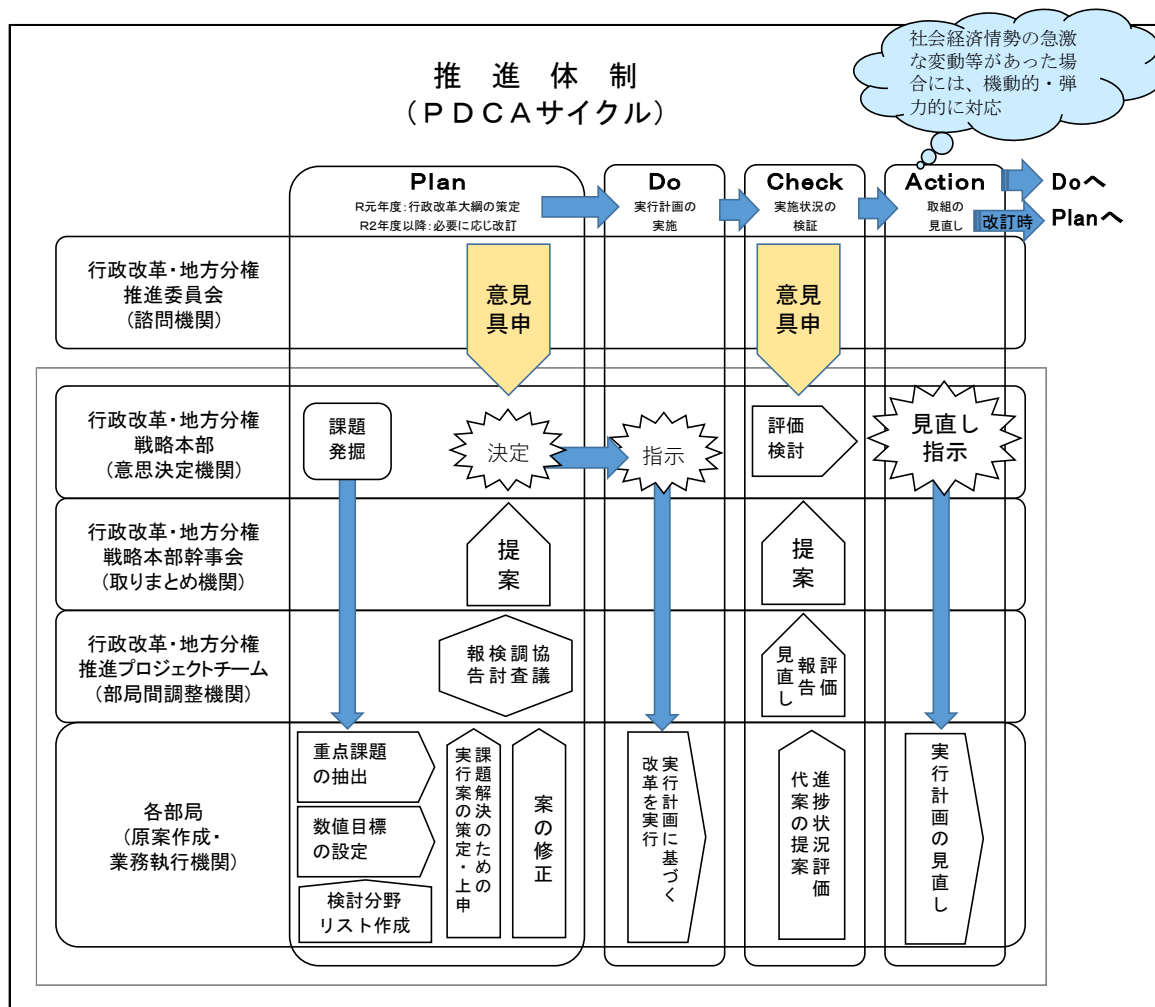 社会経済情勢の急激
な変動等があった場
合には、機動的・弾
力的に対応
推進体制
（ＰＤＣＡサイクル）
Plan
R元年度：行政改革大綱の策定
R2年度以降：必要に応じ改訂
Do
実行計画の
実施
Check
実施状況の
検証
Action
取組の
見直し
Doへ
改訂時
Planへ
行政改革・地方分権
推進委員会
（諮問機関）
意見
具申
意見
具申
行政改革・地方分権
戦略本部
（意思決定機関）
課題
発掘
決定
指示
評価
検討
見直し
指示
行政改革・地方分権
戦略本部幹事会
（取りまとめ機関）
提案
提案
行政改革・地方分権
推進プロジェクトチーム
（部局間調整機関）
協議
調査
検討
報告
評価
報告
見直し
各部局
（原案作成・
業務執行機関）
重点課題
の抽出
数値目標
の設定
検討分野
リスト作成
課題解決のための
実行案の策定・上申
案の修正
実行計画に基づく
改革を実行
進捗状況評価
代案の提案
実行計画の見直し